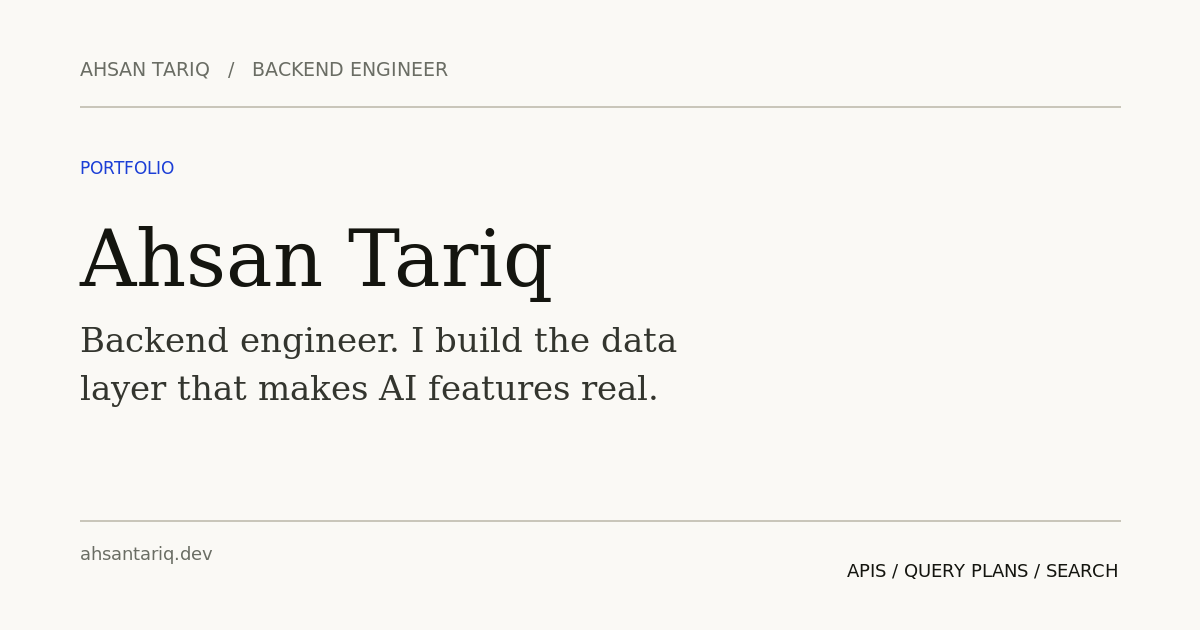 AHSAN TARIQ / BACKEND ENGINEER
PORTFOLIO
Ahsan Tariq
Backend engineer. I build the data
layer that makes AI features real.
ahsantariq.dev
APIS / QUERY PLANS / SEARCH